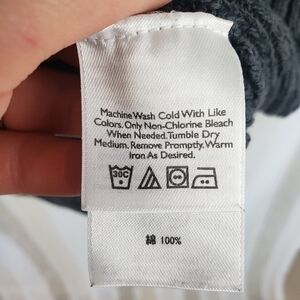 Machine Wash Cold With Like
Colors. Only Non-Chlorine Bleach
When Needed. Tumble Dry
Medium. Remove Promptly. Warm
Iron As Desired.
30C
綿 100%